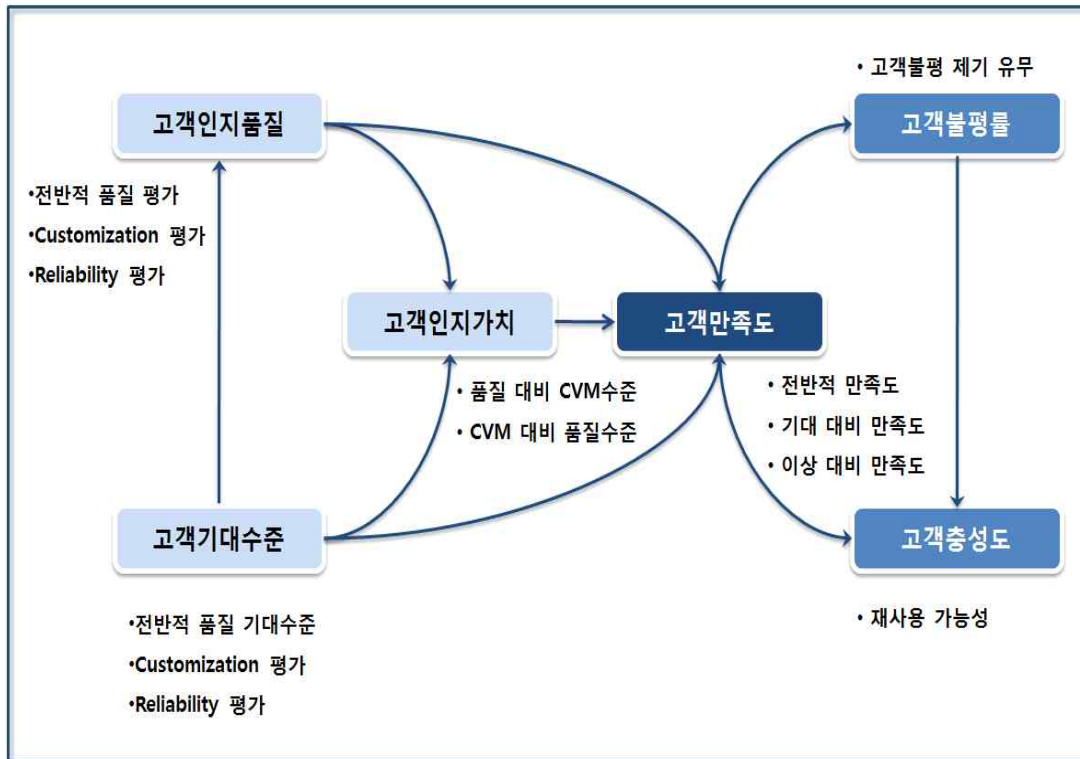 • 고객불평 제기 유무
고객인지품질
고객불평률
•전반적 품질 평가
•Customization 평가
•Reliability 평가
고객인지가치
고객만족도
• 품질 대비 CVM수준
• CVM 대비 품질수준
• 전반적 만족도
• 기대 대비 만족도
• 이상 대비 만족도
고객기대수준
고객충성도
•전반적 품질 기대수준
•Customization 평가
•Reliability 평가
• 재사용 가능성